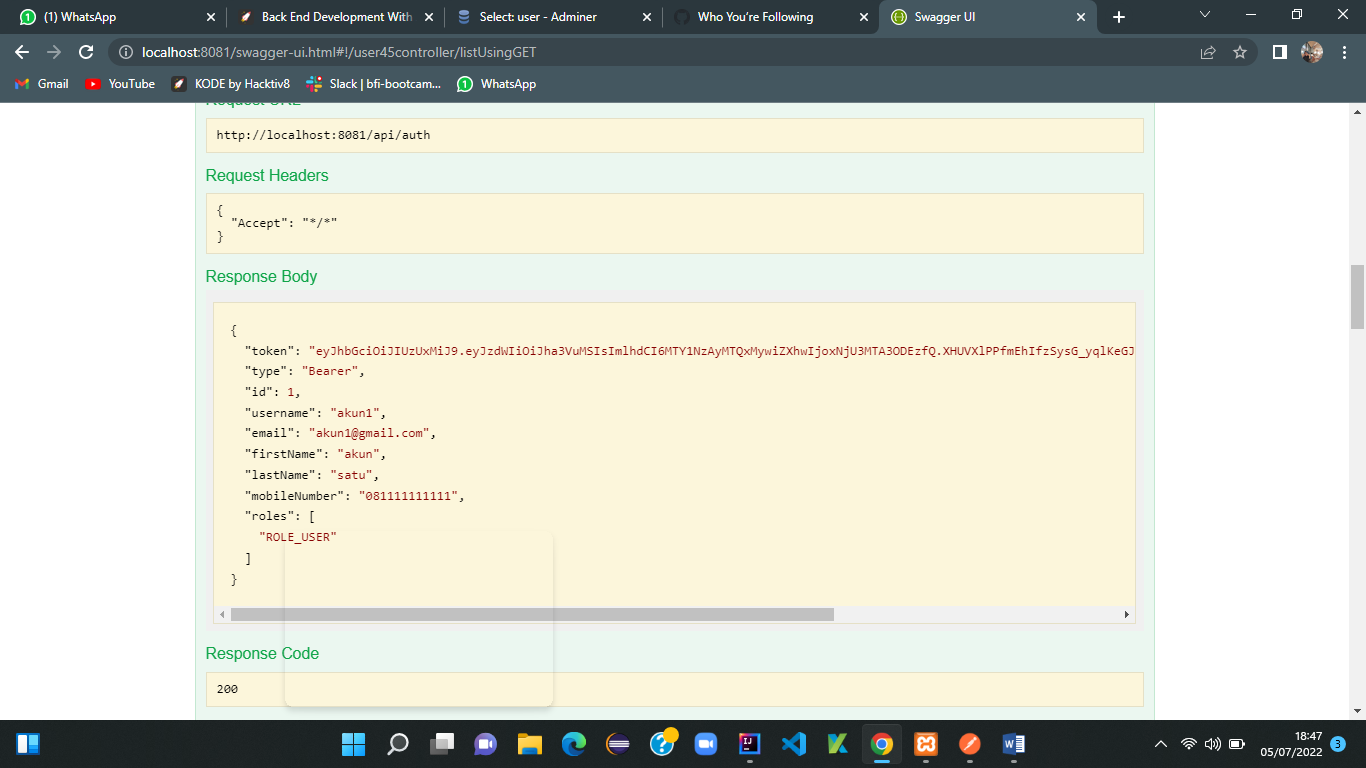 (1) WhatsApp
Back End Development With
Select: user - Adminer
Who You're Following
Swagger UI
localhost:8081/swagger-ui.html#!/user45controller/listUsingGET
Gmail
YouTube
KODE by Hacktiv8
Slack | bfi-bootcam...
WhatsApp
Request URL
http://localhost:8081/api/auth
Request Headers
{
"Accept": "*/*"
}
Response Body
{
"token": "eyJhbGciOiJIUzUxMiJ9.eyJzdWIiOiJha3VuMSIsImlhdCI6MTY1NzAyMTQxMywiZXhwIjoxNjU3MTA3ODEzfQ.XHUVXlPPfmEhIfzSysG_yqlKeGJ
"type": "Bearer",
"id": 1,
"username": "akun1",
"email": "akun1@gmail.com",
"firstName": "akun",
"lastName": "satu",
"mobileNumber": "081111111111",
"roles": [
"ROLE_USER"
]
}
Response Code
200
18:47
05/07/2022
3